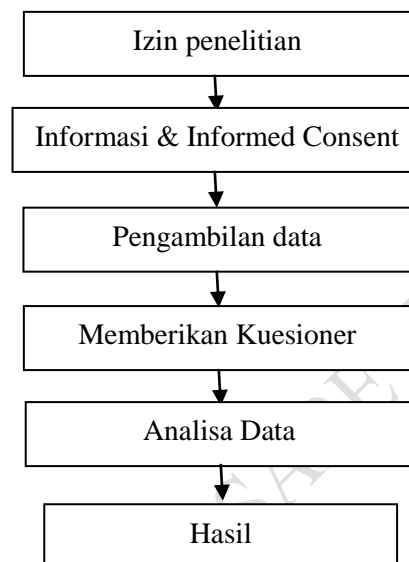 Izin penelitian
Informasi & Informed Consent
Pengambilan data
Memberikan Kuesioner
Analisa Data
Hasil